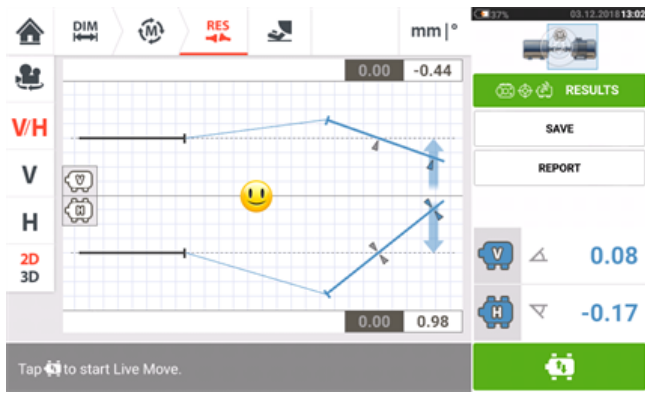 DIM
M
RES
mm|°
37%
03.12.2018 13:02
V/H
V
H
2D
3D
0.00 -0.44
V
H
0.00 0.98
Tap to start Live Move.
RESULTS
SAVE
REPORT
V 0.08
H -0.17